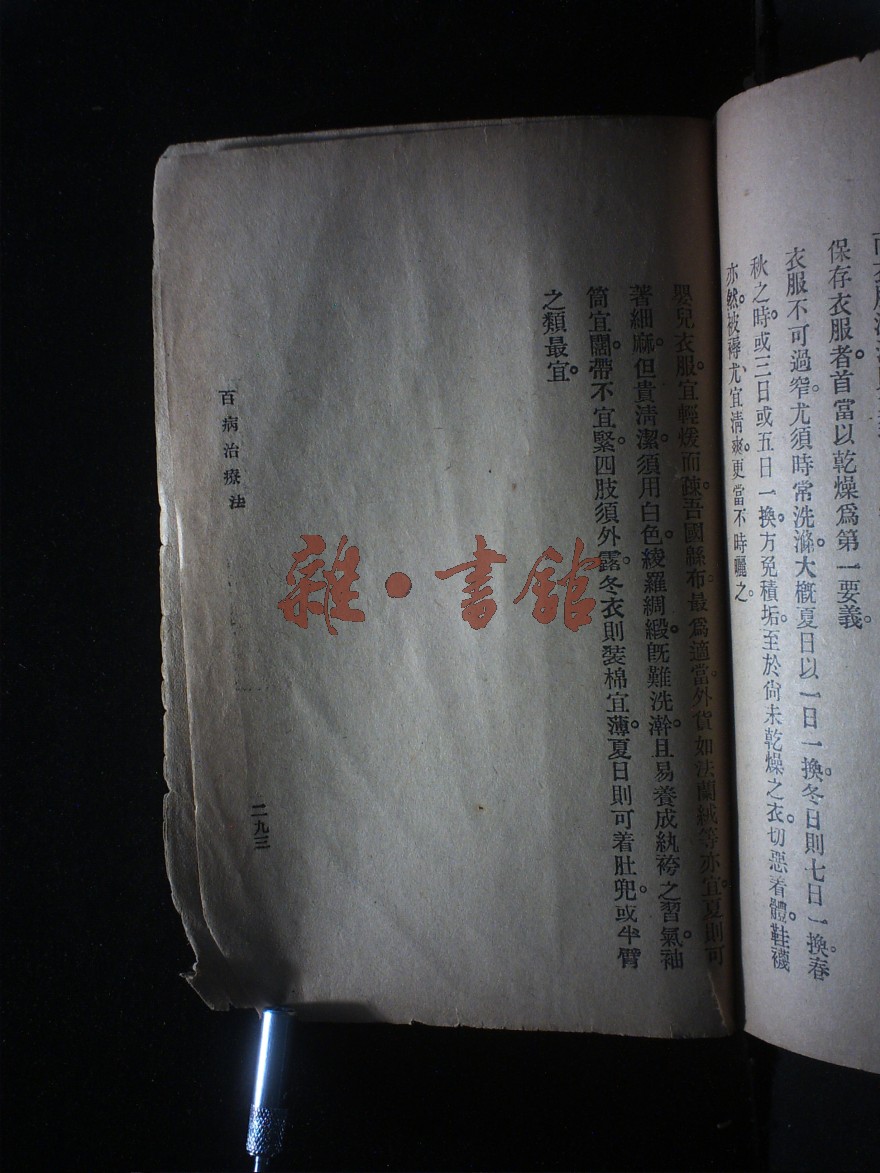 保存衣服者。首當以乾燥爲第一要義。
衣服不可過窄。尤須時常洗滌。大概夏日以一日一換。冬日則七日一換。春
秋之時。或三日或五日一換。方免積垢。至於尙未乾燥之衣。切惡着體。鞋襪
亦然。被褥尤宜淸爽。更當不時曬之。
嬰兒衣服。宜輕煖而疎。吾國絲布。最爲適當。外貨如法蘭絨等亦宜。夏則可
著細麻。但貴淸潔。須用白色。綾羅綢緞。旣難洗澣。且易養成紈袴之習氣。袖
筒宜闊。帶不宜緊。四肢須外露。冬衣則裝棉宜薄。夏日則可着肚兜。或半臂
之類最宜。
百病治療法
二九三
雜·書館